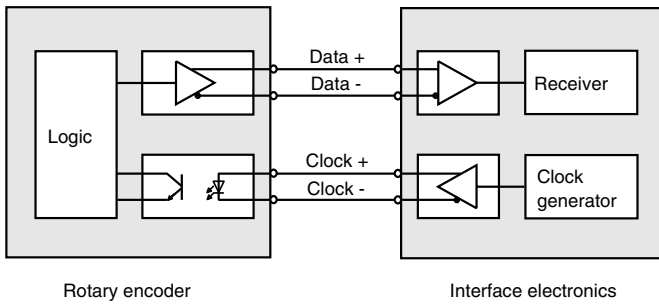 Data +
Data -
Receiver
Logic
Clock +
Clock -
Clock
generator
Rotary encoder
Interface electronics